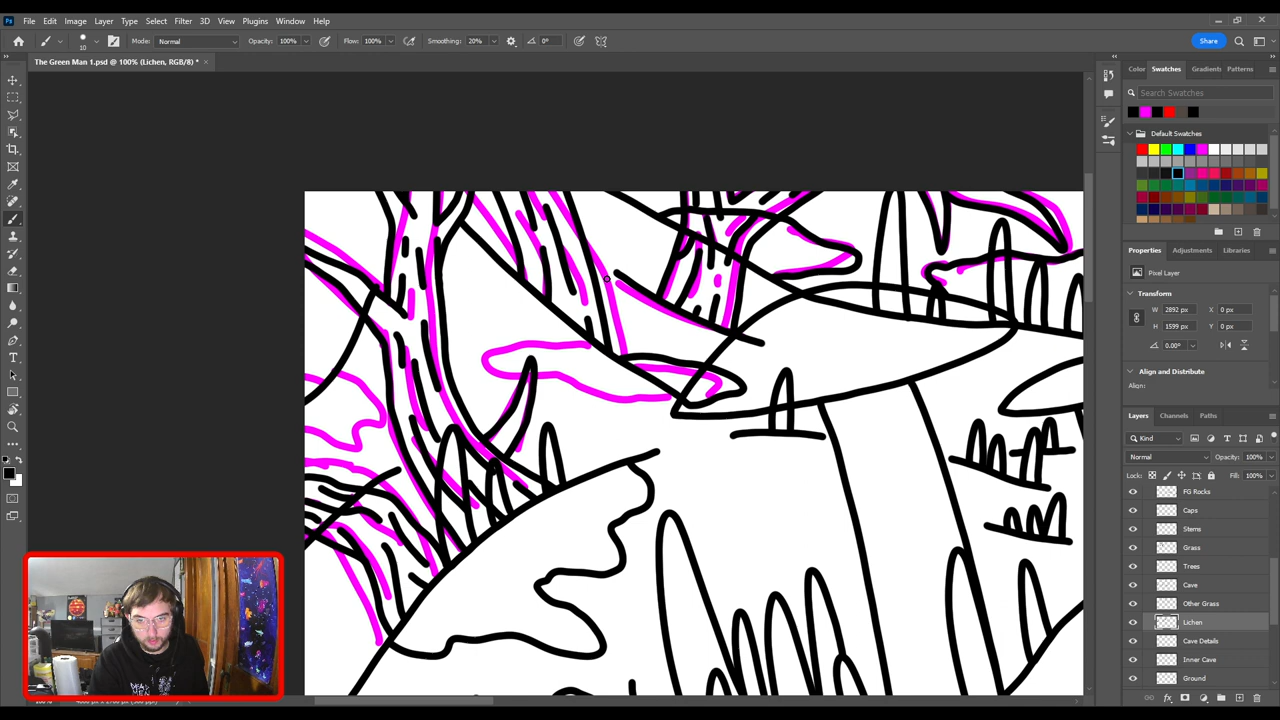 Ps File Edit Image Layer Type Select Filter 3D View Plugins Window Help
10 Mode: Normal Opacity: 100% Flow: 100% Smoothing: 20% 0° Share
The Green Man 1.psd @ 100% (Lichen, RGB/8) *
Color Swatches Gradients Patterns
Search Swatches
Default Swatches
Properties Adjustments Libraries
Pixel Layer
Transform
W 2892 px X 0 px
H 1599 px Y 0 px
0.00°
Align and Distribute
Align:
Layers Channels Paths
Kind
Normal Opacity: 100%
Lock: Fill: 100%
FG Rocks
Caps
Stems
Grass
Trees
Cave
Other Grass
Lichen
Cave Details
Inner Cave
Ground